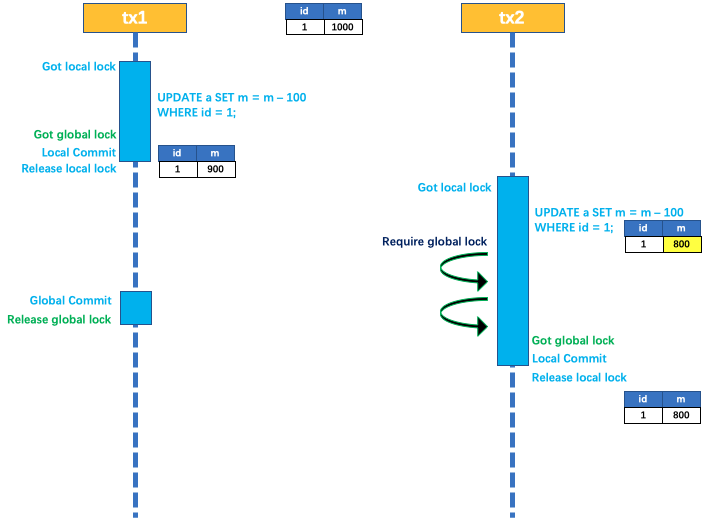 tx1
id m
1 1000
tx2
Got local lock
UPDATE a SET m = m – 100
WHERE id = 1;
Got global lock
Local Commit
Release local lock
id m
1 900
Got local lock
UPDATE a SET m = m – 100
WHERE id = 1;
id m
1 800
Require global lock
Global Commit
Release global lock
Got global lock
Local Commit
Release local lock
id m
1 800